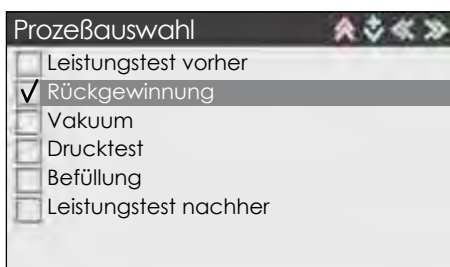 Prozeßauswahl
Leistungstest vorher
Rückgewinnung
Vakuum
Drucktest
Befüllung
Leistungstest nachher